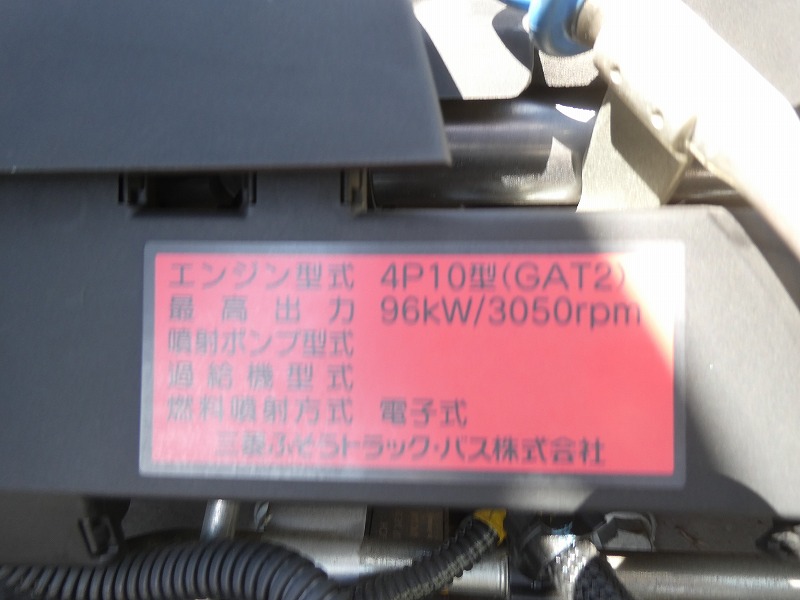 エンジン型式 4P10型(GAT2)
最高出力 96kW/3050rpm
噴射ポンプ型式
過給機型式
燃料噴射方式 電子式
三菱ふそうトラック・バス株式会社